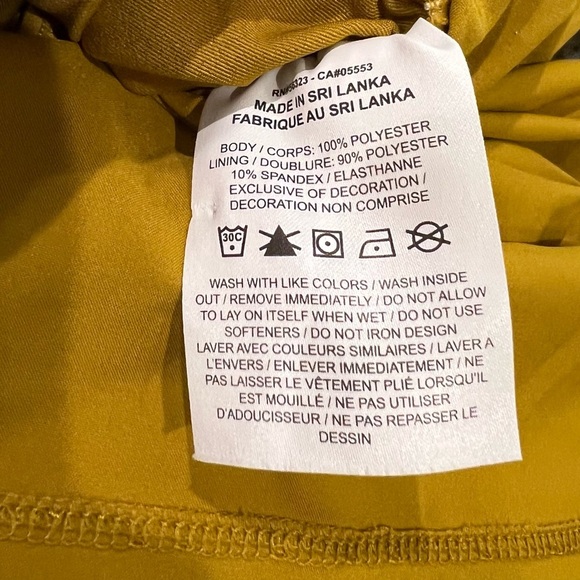 CA#05553
MADE IN SRI LANKA
FABRIQUE AU SRI LANKA
BODY / CORPS: 100% POLYESTER
LINING / DOUBLURE: 90% POLYESTER
10% SPANDEX / ELASTHANNE
EXCLUSIVE OF DECORATION /
DECORATION NON COMPRISE
30C
WASH WITH LIKE COLORS / WASH INSIDE
OUT / REMOVE IMMEDIATELY / DO NOT ALLOW
TO LAY ON ITSELF WHEN WET / DO NOT USE
SOFTENERS / DO NOT IRON DESIGN
LAVER AVEC COULEURS SIMILAIRES / LAVER A
L'ENVERS / ENLEVER IMMEDIATEMENT / NE
PAS LAISSER LE VÊTEMENT PLIÉ LORSQU'IL
EST MOUILLÉ / NE PAS UTILISER
D'ADOUCISSEUR / NE PAS REPASSER LE
DESSIN